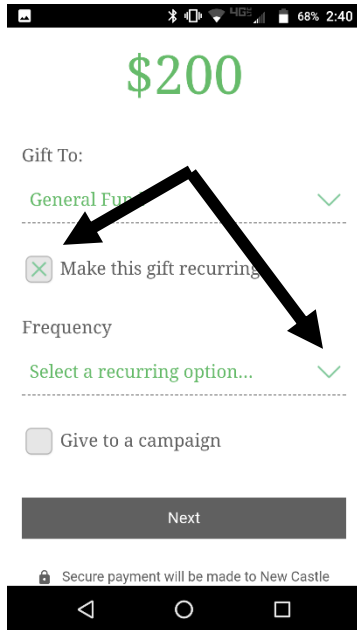 4G 68% 2:40
$200
Gift To:
General
Make this gift recurring
Frequency
Select a recurring option...
Give to a campaign
Next
Secure payment will be made to New Castle